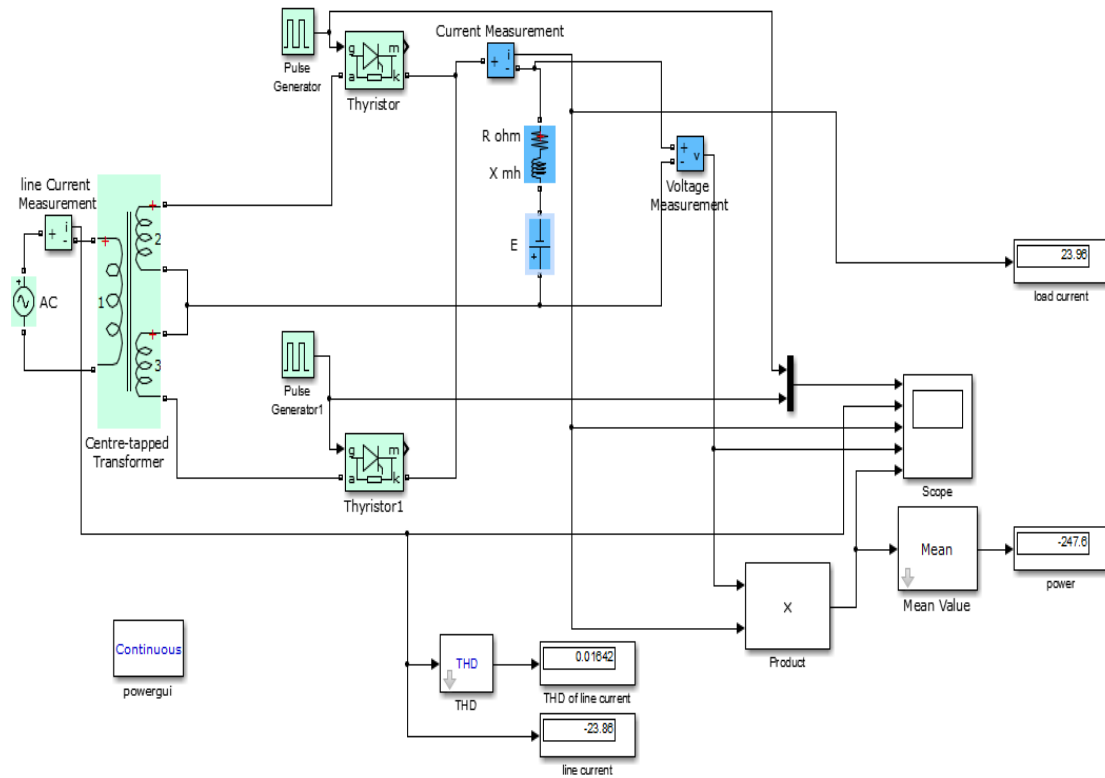 Pulse
Generator
g
m
a
k
Thyristor
Current Measurement
+
i
-
R ohm
X mh
+
v
-
Voltage
Measurement
line Current
Measurement
+
i
-
+
AC
+
1
+
2
+
3
Centre-tapped
Transformer
E
+
23.96
load current
Pulse
Generator1
g
m
a
k
Thyristor1
Scope
Mean
Mean Value
-247.6
power
X
Product
Continuous
powergui
THD
THD
0.01642
THD of line current
-23.86
line current